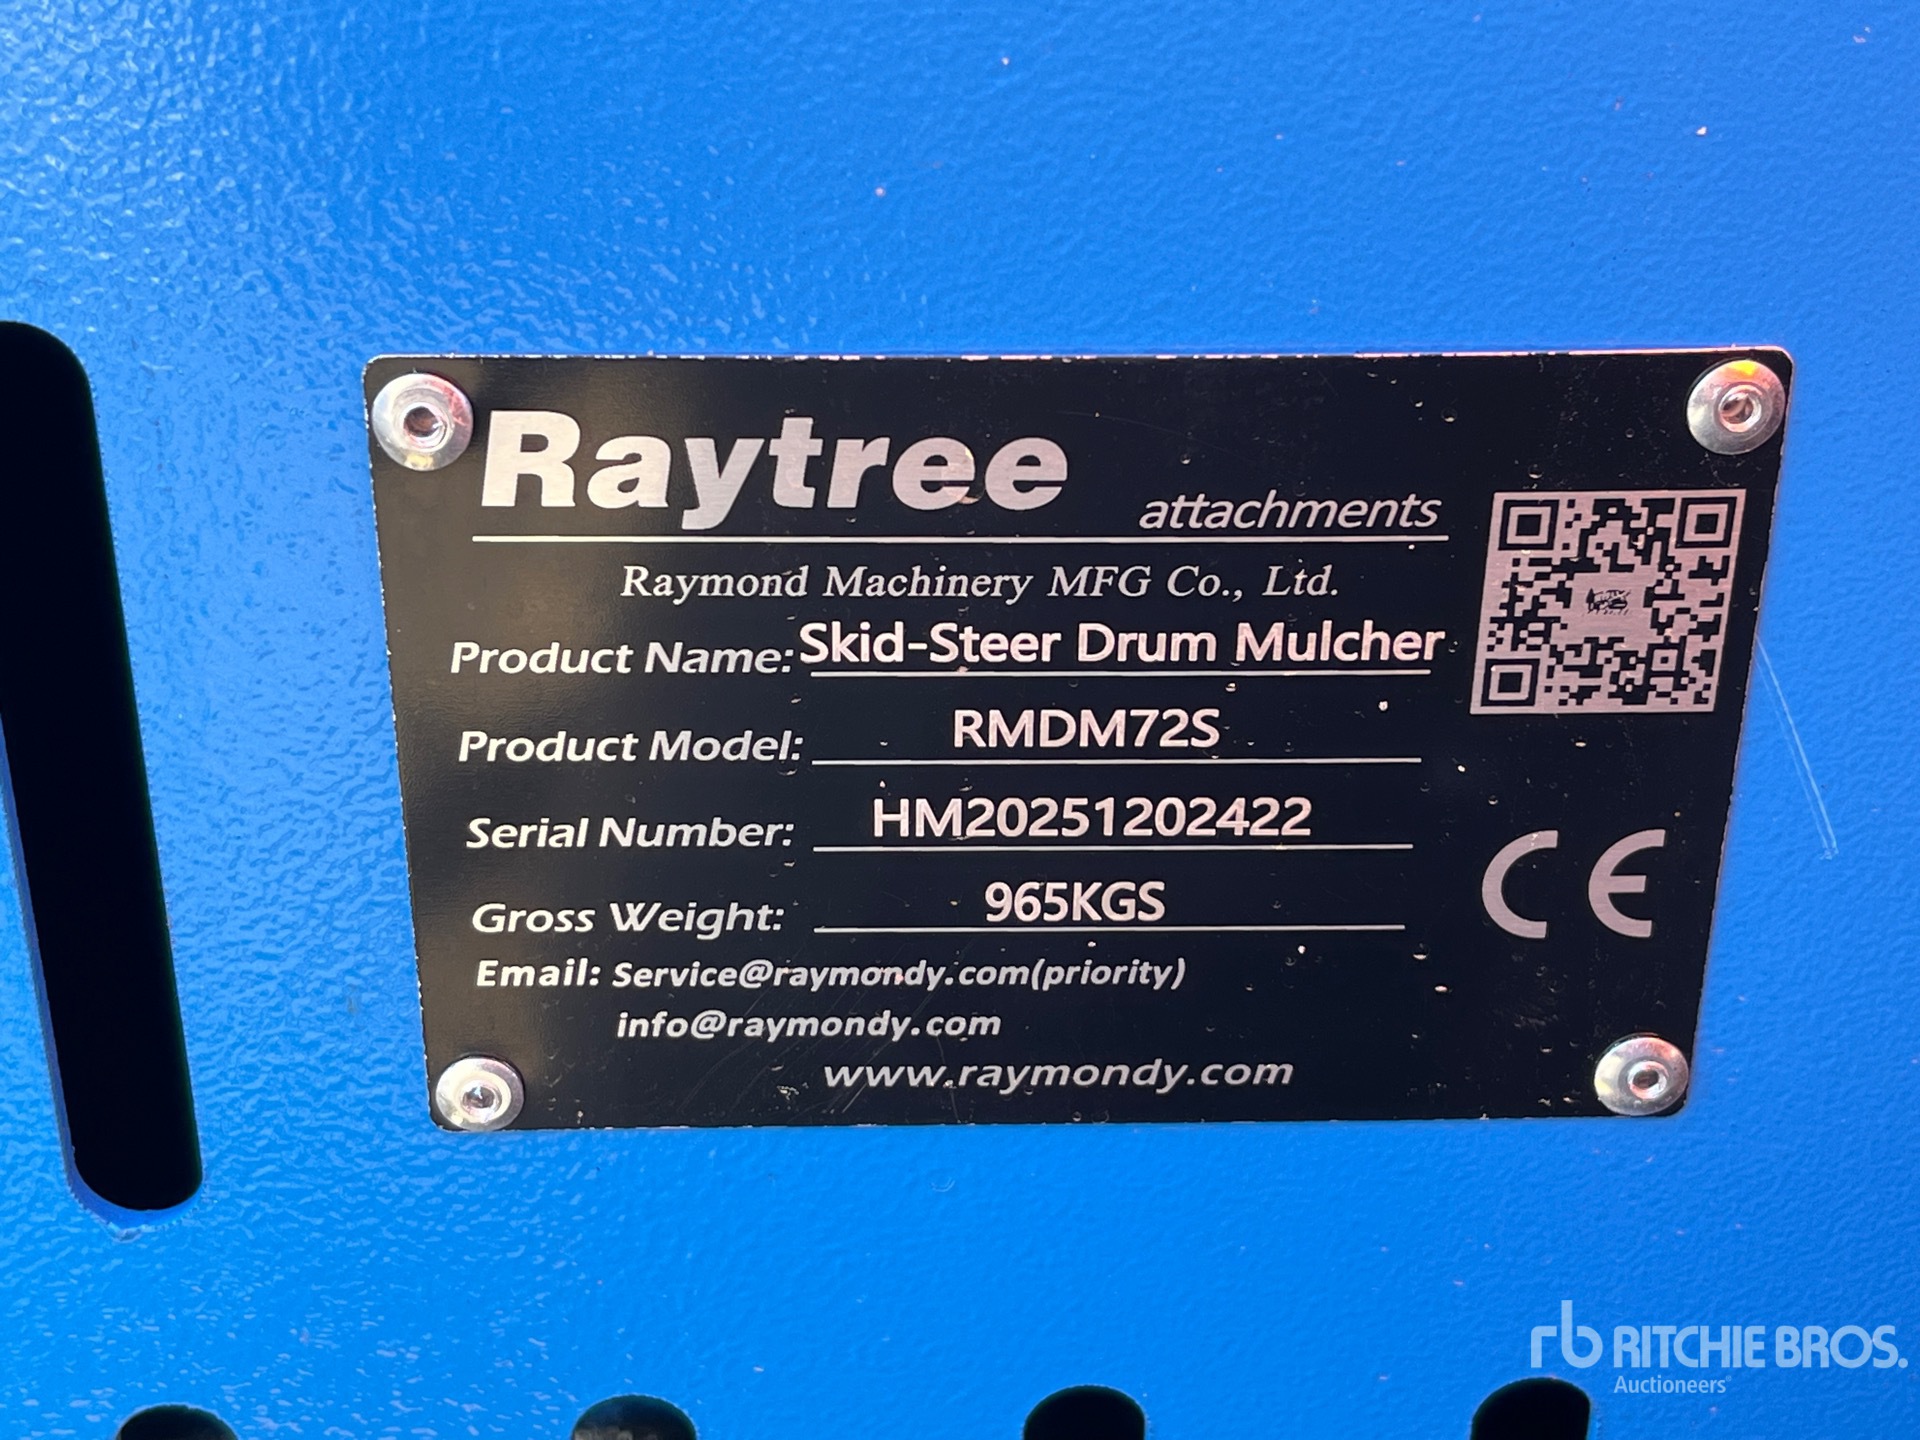 Raytree
attachments
Raymond Machinery MFG Co., Ltd.
Product Name: Skid-Steer Drum Mulcher
Product Model: RMDM72S
Serial Number: HM20251202422
Gross Weight: 965KGS
Email: Service@raymondy.com(priority)
info@raymondy.com
www.raymondy.com
CE
rb RITCHIE BROS.
Auctioneers